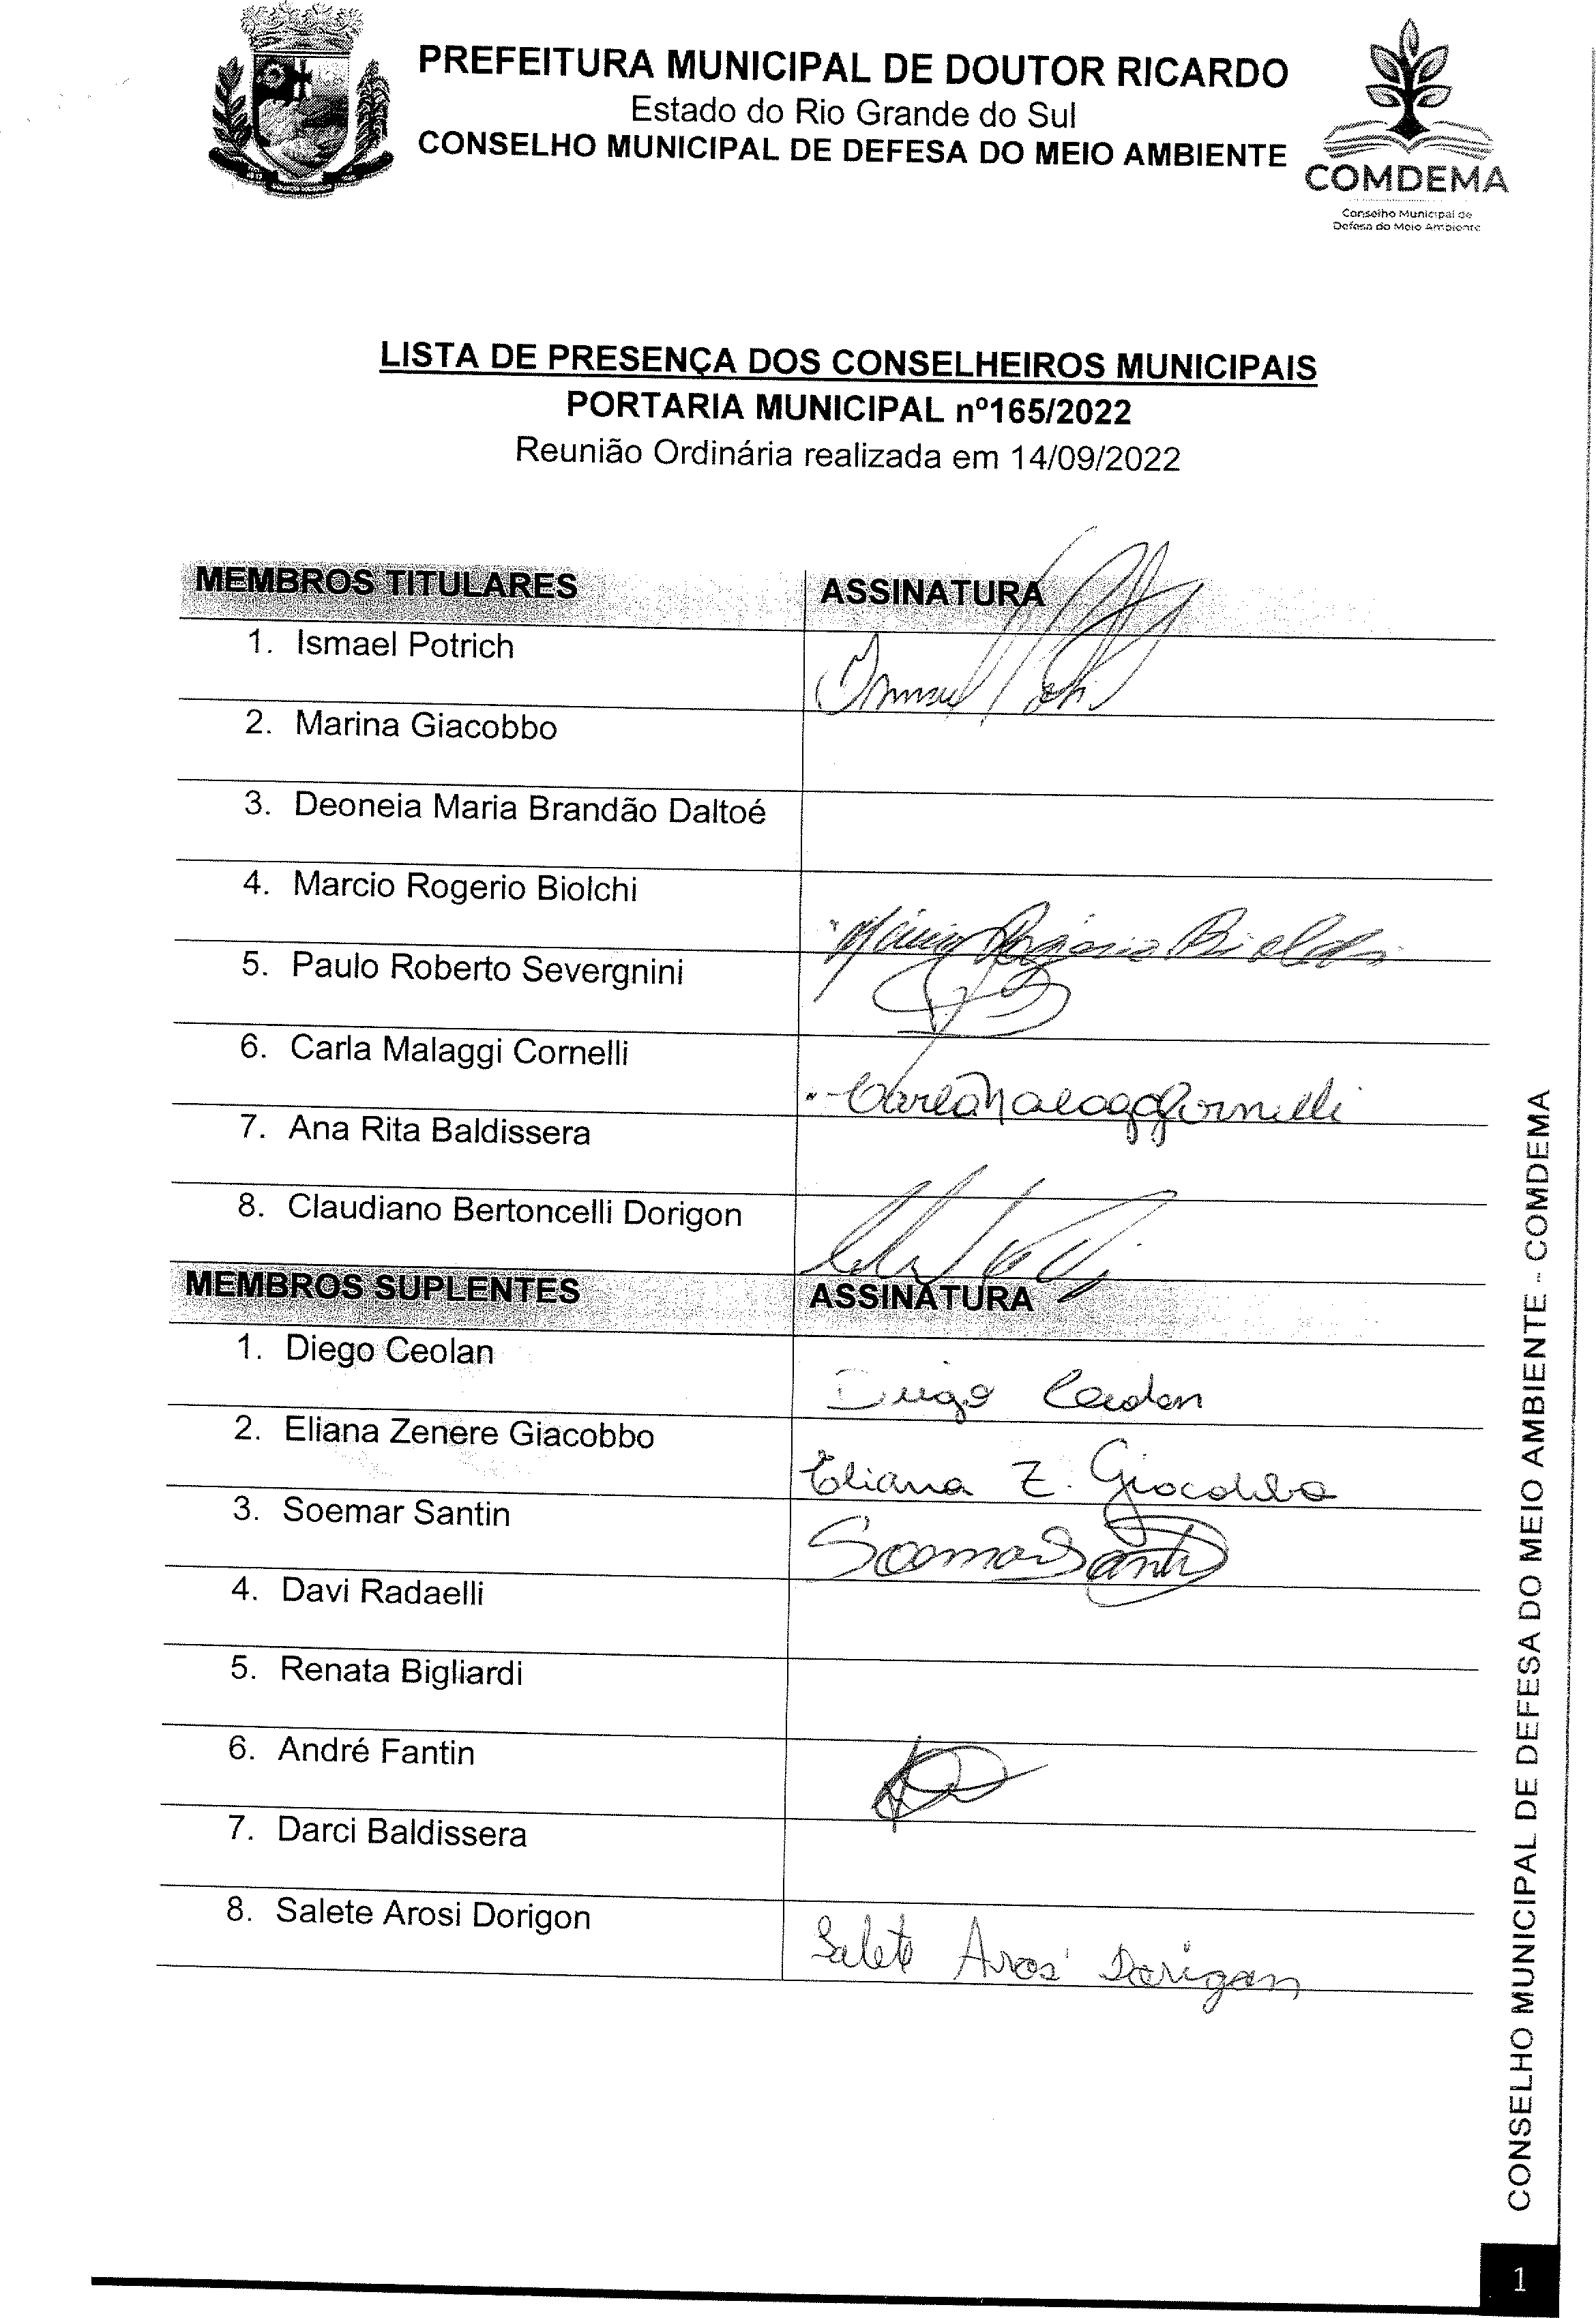 PREFEITURA MUNICIPAL DE DOUTOR RICARDO
Estado do Rio Grande do Sul
CONSELHO MUNICIPAL DE DEFESA DO MEIO AMBIENTE
COMDEMA
Conselho Municipal de
Defesa do Meio Ambiente
LISTA DE PRESENÇA DOS CONSELHEIROS MUNICIPAIS
PORTARIA MUNICIPAL nº165/2022
Reunião Ordinária realizada em 14/09/2022
MEMBROS TITULARES ASSINATURA
1. Ismael Potrich
2. Marina Giacobbo
3. Deoneia Maria Brandão Daltoé
4. Marcio Rogerio Biolchi Márcio Rogério Biolchi
5. Paulo Roberto Severgnini
6. Carla Malaggi Cornelli Carla Malaggi Cornelli
7. Ana Rita Baldissera
8. Claudiano Bertoncelli Dorigon
MEMBROS SUPLENTES ASSINATURA
1. Diego Ceolan Diego Ceolan
2. Eliana Zenere Giacobbo Eliana Z. Giacobbo
3. Soemar Santin Soemar Santin
4. Davi Radaelli
5. Renata Bigliardi
6. André Fantin
7. Darci Baldissera
8. Salete Arosi Dorigon Salete Arosi Dorigon
CONSELHO MUNICIPAL DE DEFESA DO MEIO AMBIENTE - COMDEMA
1